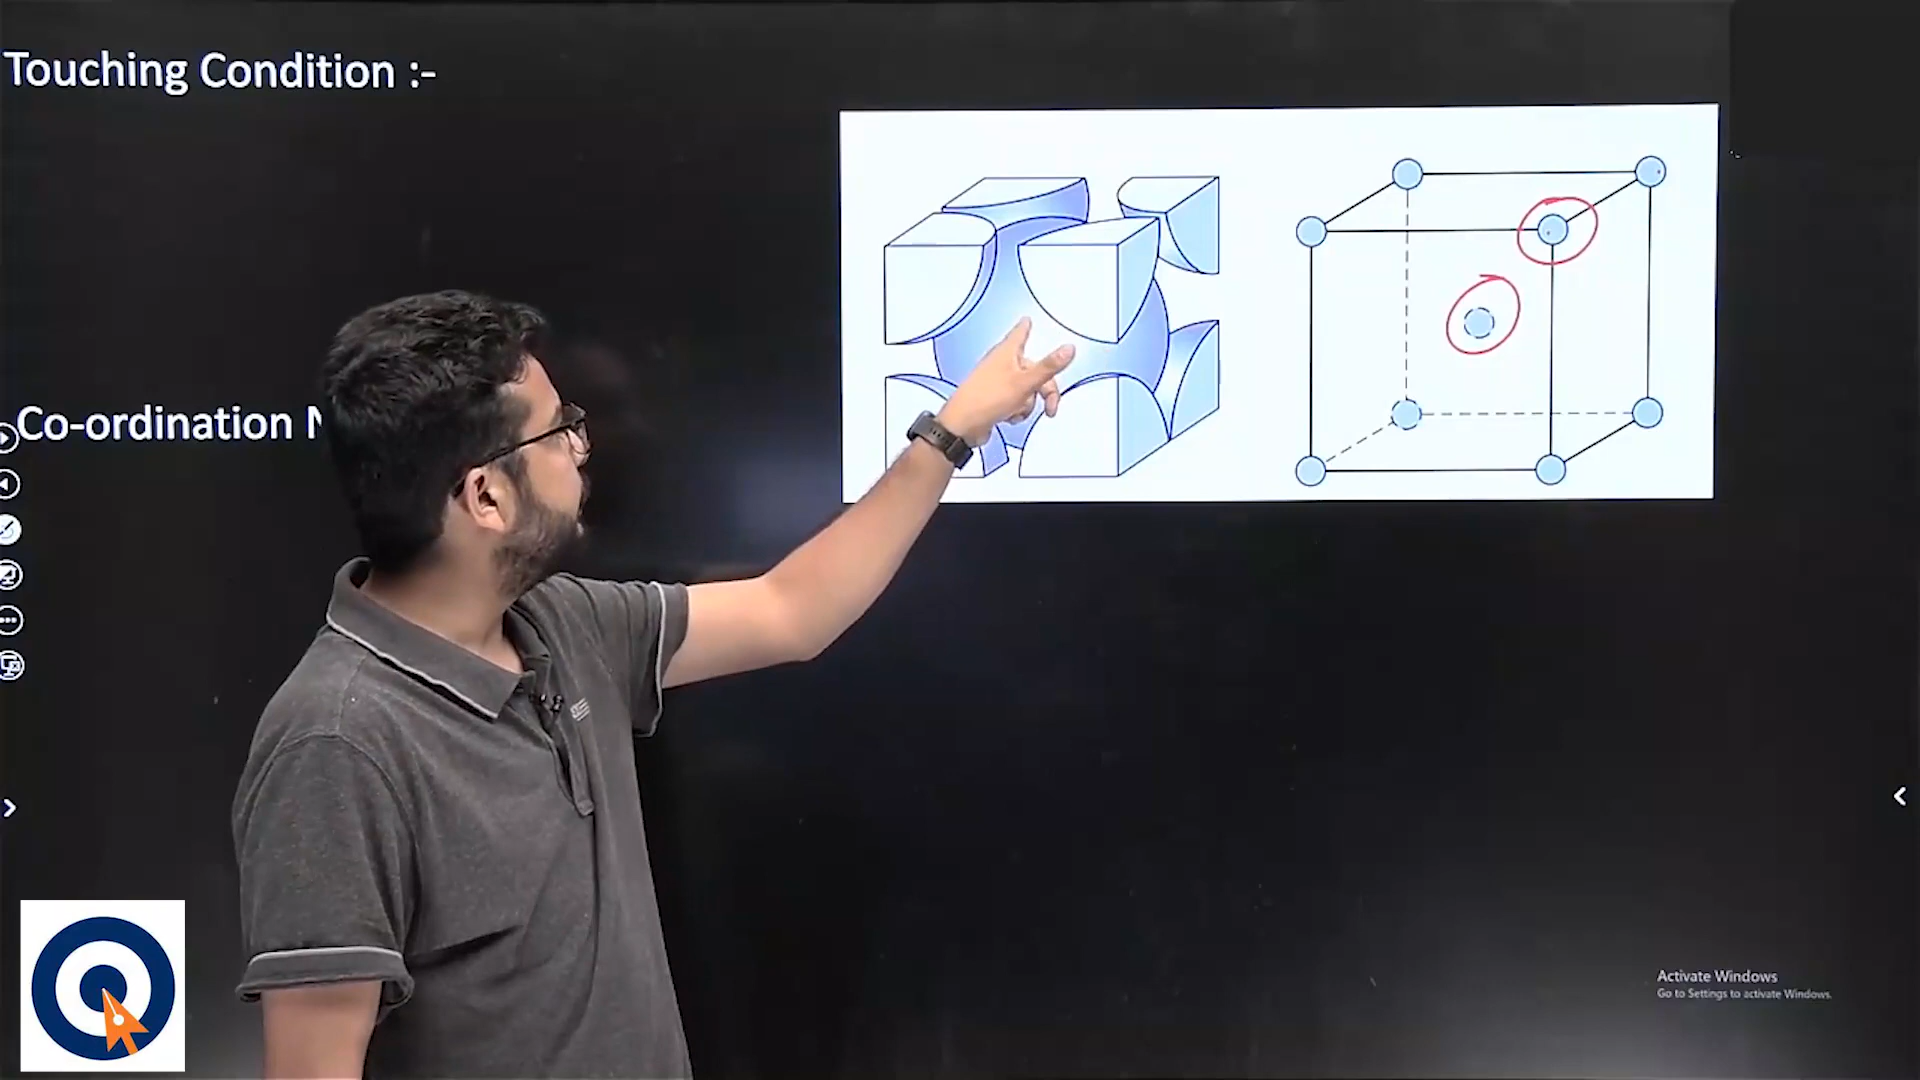 Touching Condition :-
Co-ordination
Activate Windows
Go to Settings to activate Windows.